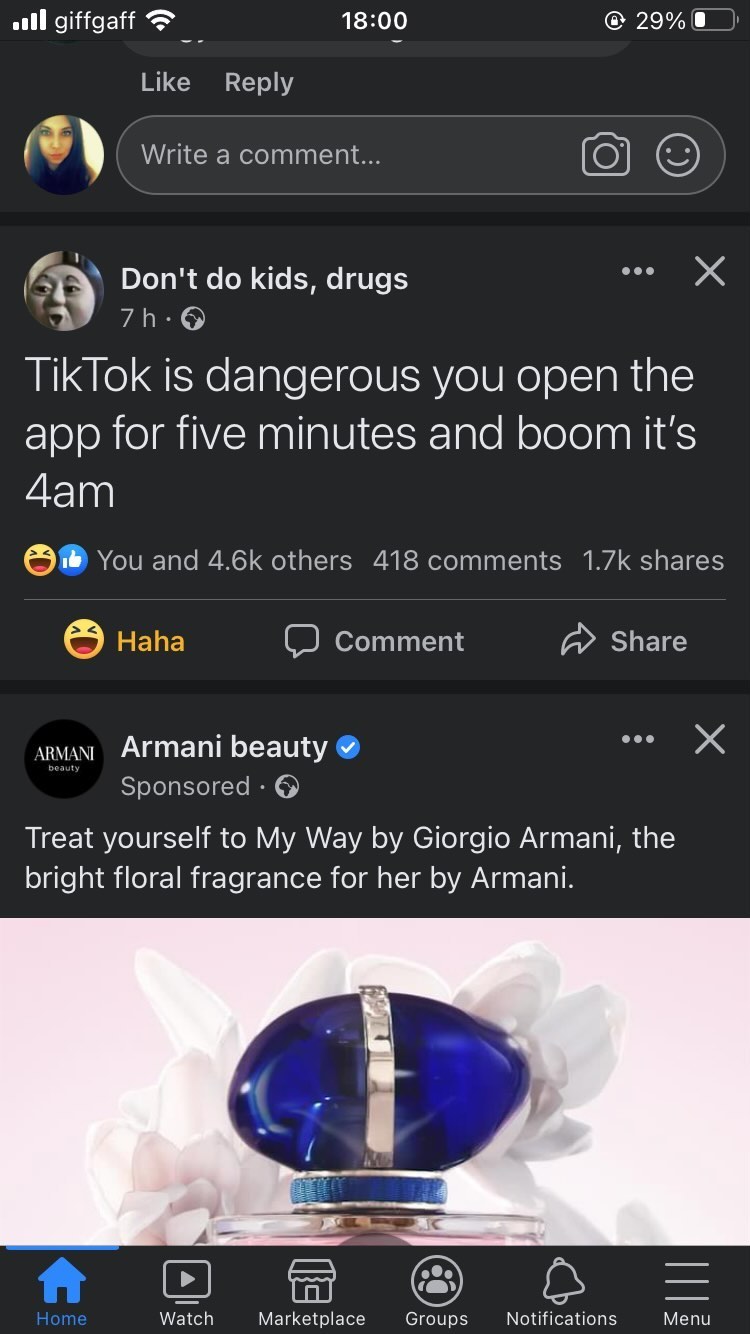 giffgaff 18:00 29%
Like Reply
Write a comment...
Don't do kids, drugs
7 h ·
TikTok is dangerous you open the
app for five minutes and boom it’s
4am
You and 4.6k others 418 comments 1.7k shares
Haha Comment Share
ARMANI
beauty
Armani beauty
Sponsored ·
Treat yourself to My Way by Giorgio Armani, the
bright floral fragrance for her by Armani.
Home Watch Marketplace Groups Notifications Menu